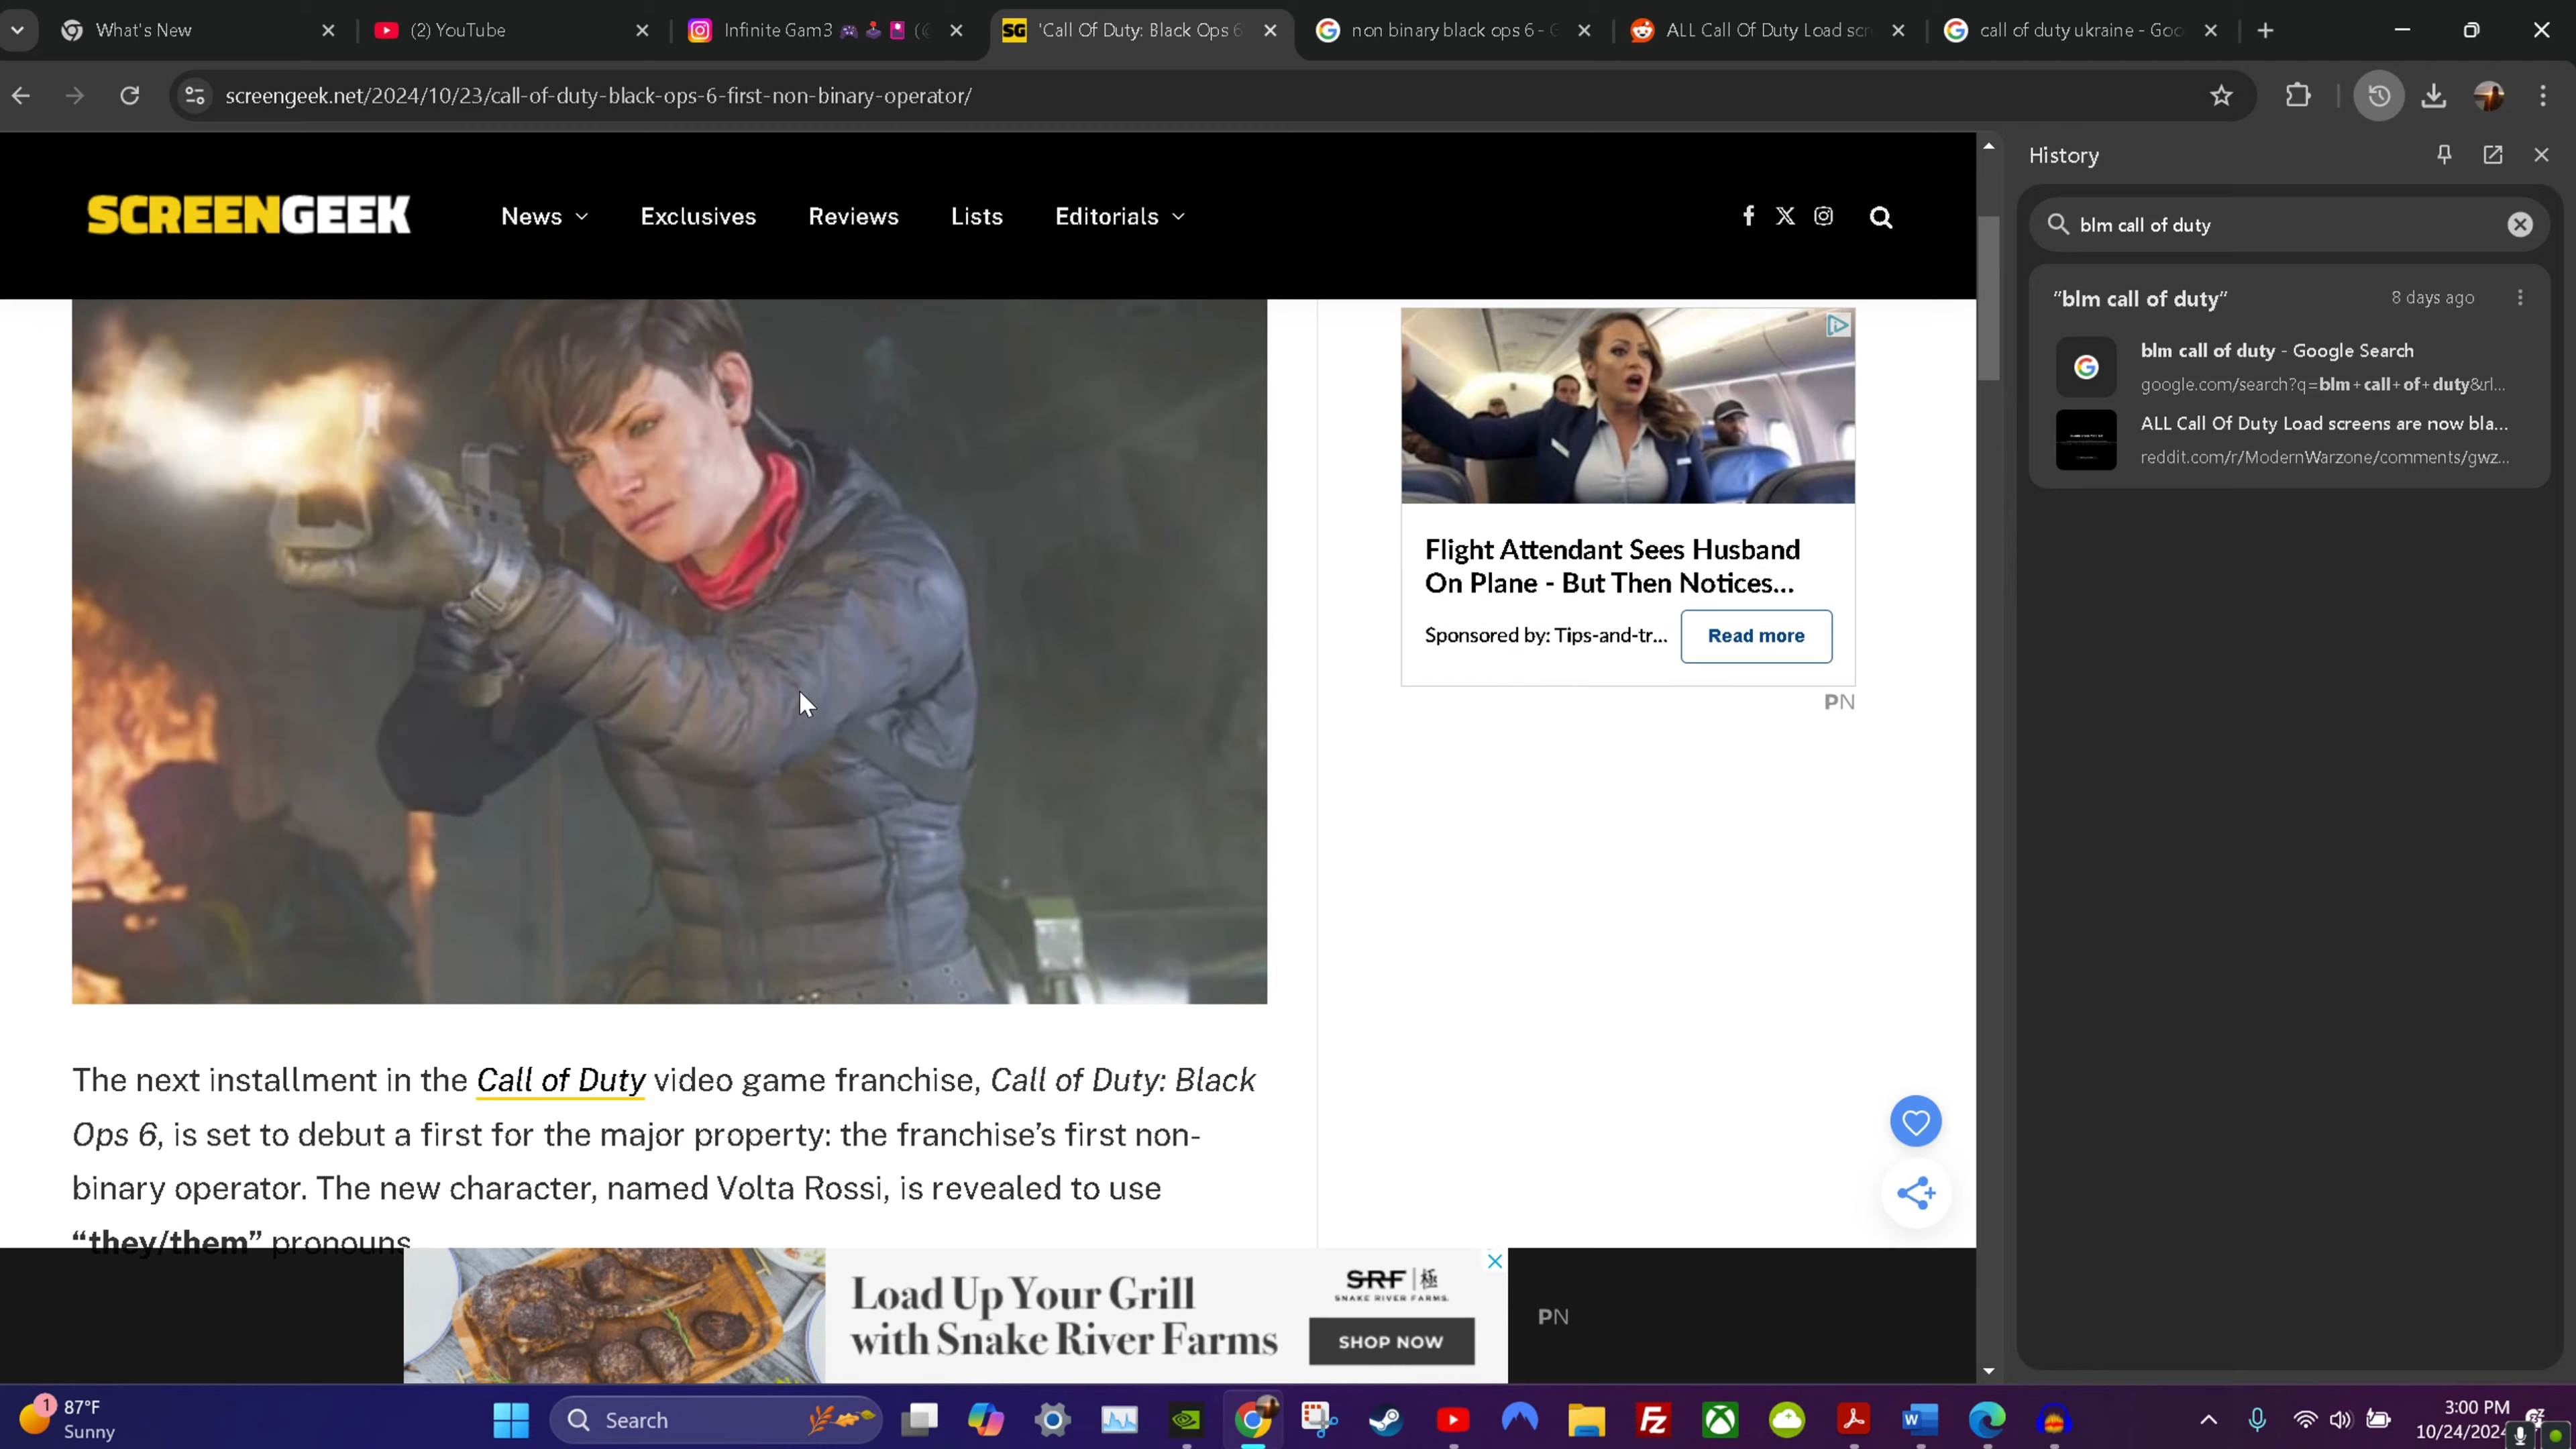 What's New
(2) YouTube
Infinite Gam3
'Call Of Duty: Black Ops 6
non binary black ops 6 - G
ALL Call Of Duty Load scr
call of duty ukraine - Goo
screengeek.net/2024/10/23/call-of-duty-black-ops-6-first-non-binary-operator/
SCREENGEEK
News
Exclusives
Reviews
Lists
Editorials
History
blm call of duty
"blm call of duty"
8 days ago
blm call of duty - Google Search
google.com/search?q=blm+call+of+duty&rl...
ALL Call Of Duty Load screens are now bla...
reddit.com/r/ModernWarzone/comments/gwz...
Flight Attendant Sees Husband
On Plane - But Then Notices...
Sponsored by: Tips-and-tr...
Read more
PN
The next installment in the Call of Duty video game franchise, Call of Duty: Black
Ops 6, is set to debut a first for the major property: the franchise's first non-
binary operator. The new character, named Volta Rossi, is revealed to use
“they/them” pronouns
Load Up Your Grill
with Snake River Farms
SRF 極
SNAKE RIVER FARMS.
SHOP NOW
PN
1
87°F
Sunny
Search
3:00 PM
10/24/2024